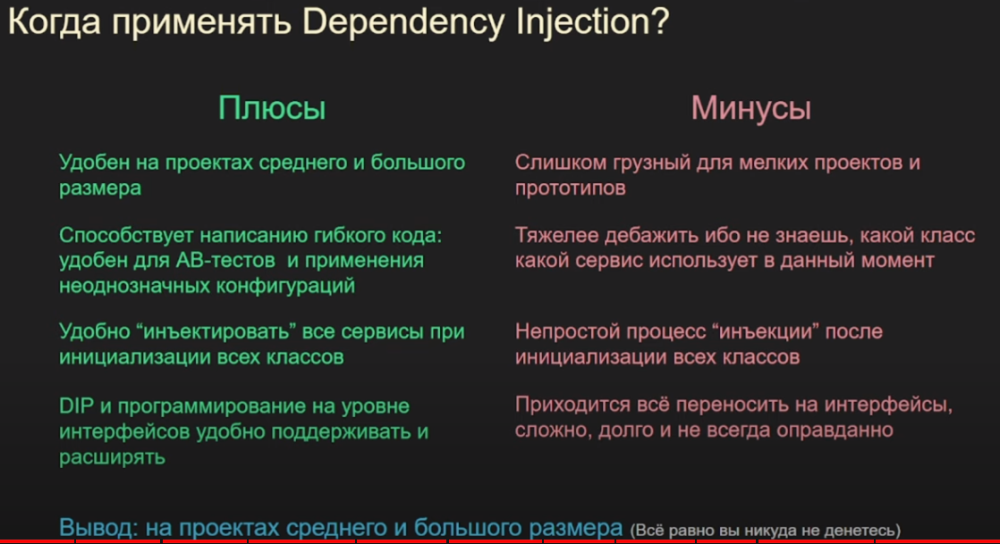 Когда применять Dependency Injection?
Плюсы
Удобен на проектах среднего и большого
размера
Способствует написанию гибкого кода:
удобен для AB-тестов и применения
неоднозначных конфигураций
Удобно “инъектировать” все сервисы при
инициализации всех классов
DIP и программирование на уровне
интерфейсов удобно поддерживать и
расширять
Минусы
Слишком грузный для мелких проектов и
прототипов
Тяжелее дебажить ибо не знаешь, какой класс
какой сервис использует в данный момент
Непростой процесс “инъекции” после
инициализации всех классов
Приходится всё переносить на интерфейсы,
сложно, долго и не всегда оправданно
Вывод: на проектах среднего и большого размера (Всё равно вы никуда не денетесь)